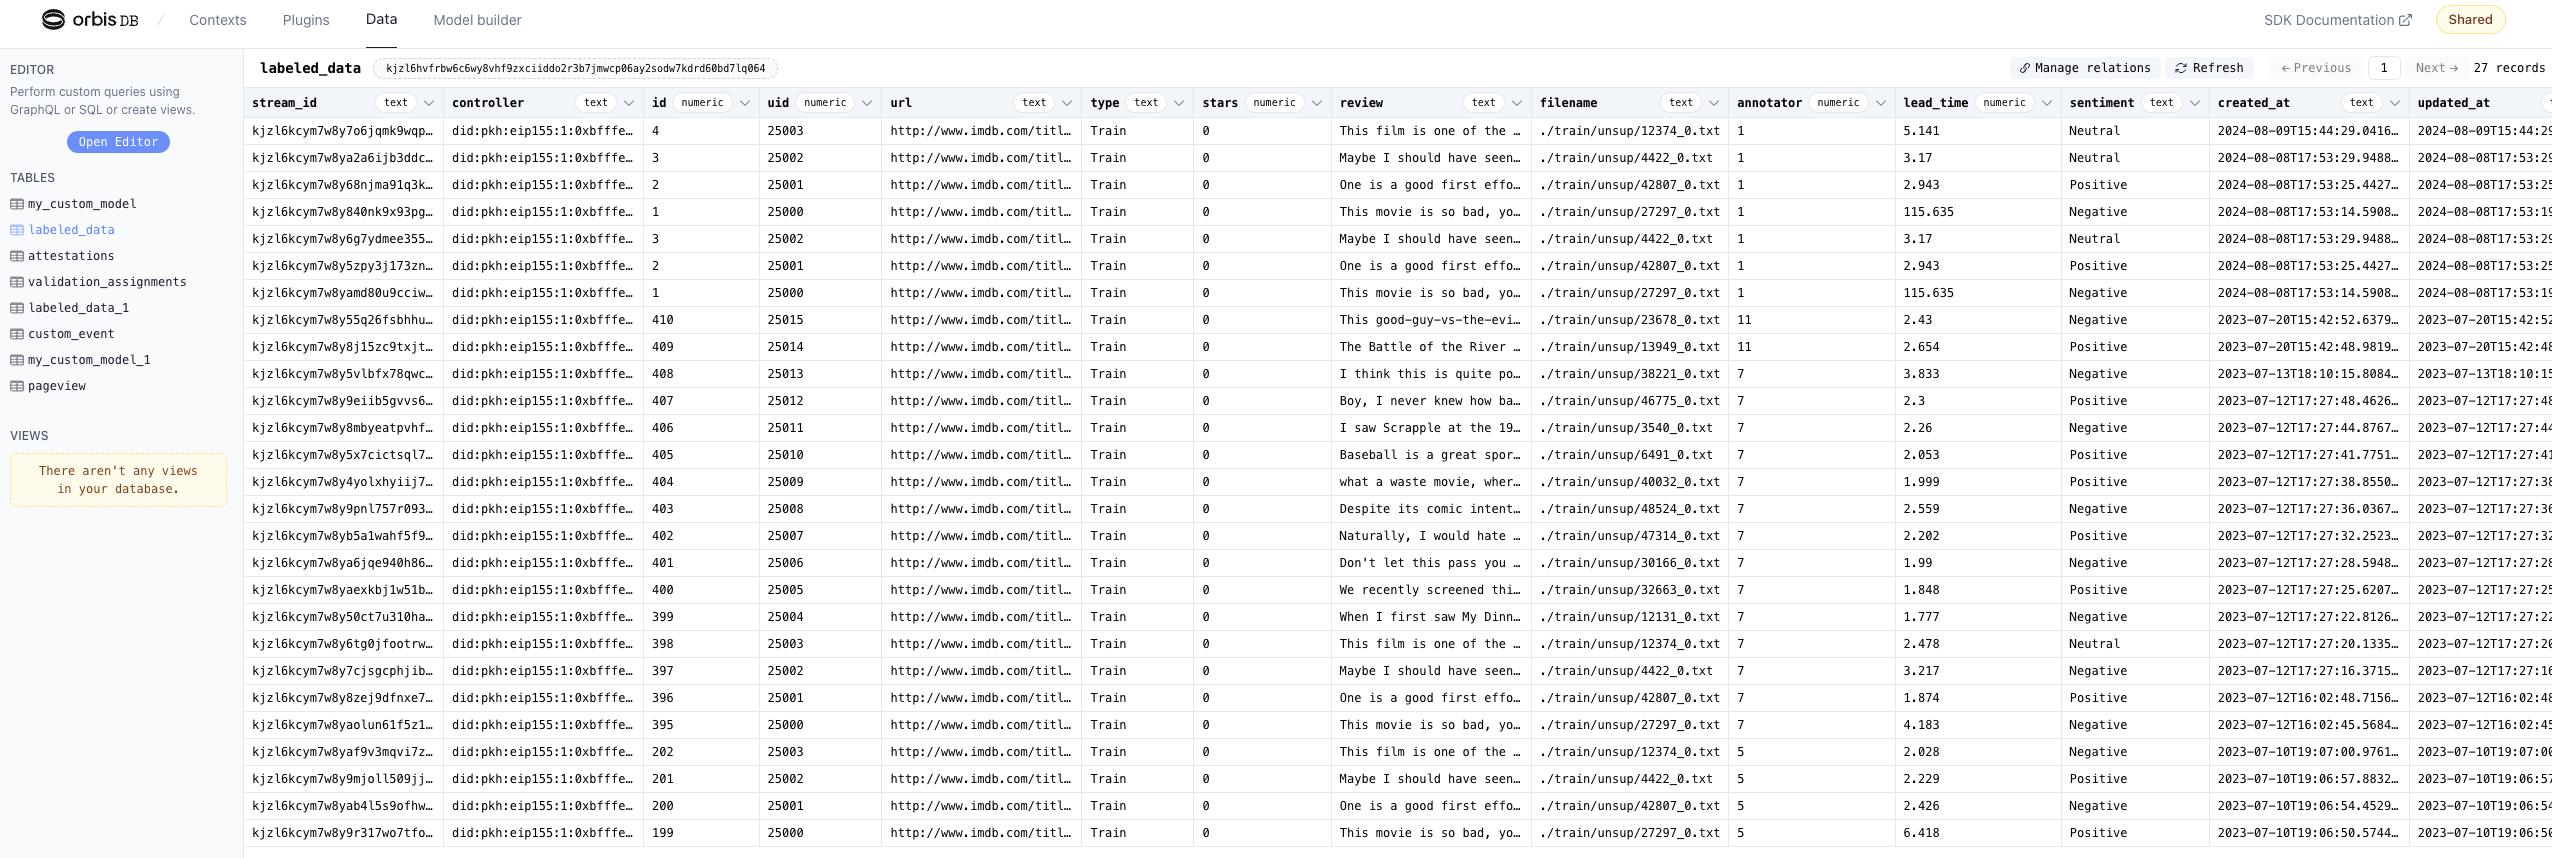 orbis DB / Contexts Plugins Data Model builder SDK Documentation Shared
EDITOR
Perform custom queries using
GraphQL or SQL or create views.
Open Editor
TABLES
my_custom_model
labeled_data
attestations
validation_assignments
labeled_data_1
custom_event
my_custom_model_1
pageview
VIEWS
There aren't any views
in your database.
labeled_data kjzl6hvfrbw6c6wy8vhf9zxciiddo2r3b7jmwcp06ay2sodw7kdrd60bd7lq064 Manage relations Refresh ← Previous 1 Next → 27 records
stream_id text controller text id numeric uid numeric url text type text stars numeric review text filename text annotator numeric lead_time numeric sentiment text created_at text updated_at
kjzl6kcym7w8y7o6jqmk9wqp… did:pkh:eip155:1:0xbfffe… 4 25003 http://www.imdb.com/titl… Train 0 This film is one of the … ./train/unsup/12374_0.txt 1 5.141 Neutral 2024-08-09T15:44:29.0416… 2024-08-09T15:44:29
kjzl6kcym7w8ya2a6ijb3ddc… did:pkh:eip155:1:0xbfffe… 3 25002 http://www.imdb.com/titl… Train 0 Maybe I should have seen… ./train/unsup/4422_0.txt 1 3.17 Neutral 2024-08-08T17:53:29.9488… 2024-08-08T17:53:29
kjzl6kcym7w8y68njma91q3k… did:pkh:eip155:1:0xbfffe… 2 25001 http://www.imdb.com/titl… Train 0 One is a good first effo… ./train/unsup/42807_0.txt 1 2.943 Positive 2024-08-08T17:53:25.4427… 2024-08-08T17:53:25
kjzl6kcym7w8y840nk9x93pg… did:pkh:eip155:1:0xbfffe… 1 25000 http://www.imdb.com/titl… Train 0 This movie is so bad, yo… ./train/unsup/27297_0.txt 1 115.635 Negative 2024-08-08T17:53:14.5908… 2024-08-08T17:53:19
kjzl6kcym7w8y6g7ydmee355… did:pkh:eip155:1:0xbfffe… 3 25002 http://www.imdb.com/titl… Train 0 Maybe I should have seen… ./train/unsup/4422_0.txt 1 3.17 Neutral 2024-08-08T17:53:29.9488… 2024-08-08T17:53:29
kjzl6kcym7w8y5zpy3j173zn… did:pkh:eip155:1:0xbfffe… 2 25001 http://www.imdb.com/titl… Train 0 One is a good first effo… ./train/unsup/42807_0.txt 1 2.943 Positive 2024-08-08T17:53:25.4427… 2024-08-08T17:53:25
kjzl6kcym7w8yamd80u9cciw… did:pkh:eip155:1:0xbfffe… 1 25000 http://www.imdb.com/titl… Train 0 This movie is so bad, yo… ./train/unsup/27297_0.txt 1 115.635 Negative 2024-08-08T17:53:14.5908… 2024-08-08T17:53:19
kjzl6kcym7w8y55q26fsbhhu… did:pkh:eip155:1:0xbfffe… 410 25015 http://www.imdb.com/titl… Train 0 This good-guy-vs-the-evi… ./train/unsup/23678_0.txt 11 2.43 Negative 2023-07-20T15:42:52.6379… 2023-07-20T15:42:52
kjzl6kcym7w8y8j15zc9txjt… did:pkh:eip155:1:0xbfffe… 409 25014 http://www.imdb.com/titl… Train 0 The Battle of the River … ./train/unsup/13949_0.txt 11 2.654 Positive 2023-07-20T15:42:48.9819… 2023-07-20T15:42:48
kjzl6kcym7w8y5vlbfx78qwc… did:pkh:eip155:1:0xbfffe… 408 25013 http://www.imdb.com/titl… Train 0 I think this is quite po… ./train/unsup/38221_0.txt 7 3.833 Negative 2023-07-13T18:10:15.8084… 2023-07-13T18:10:15
kjzl6kcym7w8y9eiib5gvvs6… did:pkh:eip155:1:0xbfffe… 407 25012 http://www.imdb.com/titl… Train 0 Boy, I never knew how ba… ./train/unsup/46775_0.txt 7 2.3 Positive 2023-07-12T17:27:48.4626… 2023-07-12T17:27:48
kjzl6kcym7w8y8mbyeatpvhf… did:pkh:eip155:1:0xbfffe… 406 25011 http://www.imdb.com/titl… Train 0 I saw Scrapple at the 19… ./train/unsup/3540_0.txt 7 2.26 Negative 2023-07-12T17:27:44.8767… 2023-07-12T17:27:44
kjzl6kcym7w8y5x7cictsql7… did:pkh:eip155:1:0xbfffe… 405 25010 http://www.imdb.com/titl… Train 0 Baseball is a great spor… ./train/unsup/6491_0.txt 7 2.053 Positive 2023-07-12T17:27:41.7751… 2023-07-12T17:27:41
kjzl6kcym7w8y4yolxhyiij7… did:pkh:eip155:1:0xbfffe… 404 25009 http://www.imdb.com/titl… Train 0 what a waste movie, wher… ./train/unsup/40032_0.txt 7 1.999 Positive 2023-07-12T17:27:38.8550… 2023-07-12T17:27:38
kjzl6kcym7w8y9pnl757r093… did:pkh:eip155:1:0xbfffe… 403 25008 http://www.imdb.com/titl… Train 0 Despite its comic intent… ./train/unsup/48524_0.txt 7 2.559 Negative 2023-07-12T17:27:36.0367… 2023-07-12T17:27:36
kjzl6kcym7w8yb5a1wahf5f9… did:pkh:eip155:1:0xbfffe… 402 25007 http://www.imdb.com/titl… Train 0 Naturally, I would hate … ./train/unsup/47314_0.txt 7 2.202 Positive 2023-07-12T17:27:32.2523… 2023-07-12T17:27:32
kjzl6kcym7w8ya6jqe940h86… did:pkh:eip155:1:0xbfffe… 401 25006 http://www.imdb.com/titl… Train 0 Don't let this pass you … ./train/unsup/30166_0.txt 7 1.99 Negative 2023-07-12T17:27:28.5948… 2023-07-12T17:27:28
kjzl6kcym7w8yaexkbj1w51b… did:pkh:eip155:1:0xbfffe… 400 25005 http://www.imdb.com/titl… Train 0 We recently screened thi… ./train/unsup/32663_0.txt 7 1.848 Positive 2023-07-12T17:27:25.6207… 2023-07-12T17:27:25
kjzl6kcym7w8y50ct7u310ha… did:pkh:eip155:1:0xbfffe… 399 25004 http://www.imdb.com/titl… Train 0 When I first saw My Dinn… ./train/unsup/12131_0.txt 7 1.777 Negative 2023-07-12T17:27:22.8126… 2023-07-12T17:27:22
kjzl6kcym7w8y6tg0jfootrw… did:pkh:eip155:1:0xbfffe… 398 25003 http://www.imdb.com/titl… Train 0 This film is one of the … ./train/unsup/12374_0.txt 7 2.478 Neutral 2023-07-12T17:27:20.1335… 2023-07-12T17:27:20
kjzl6kcym7w8y7cjsgcphjib… did:pkh:eip155:1:0xbfffe… 397 25002 http://www.imdb.com/titl… Train 0 Maybe I should have seen… ./train/unsup/4422_0.txt 7 3.217 Negative 2023-07-12T17:27:16.3715… 2023-07-12T17:27:16
kjzl6kcym7w8y8zej9dfnxe7… did:pkh:eip155:1:0xbfffe… 396 25001 http://www.imdb.com/titl… Train 0 One is a good first effo… ./train/unsup/42807_0.txt 7 1.874 Positive 2023-07-12T16:02:48.7156… 2023-07-12T16:02:48
kjzl6kcym7w8yaolun61f5z1… did:pkh:eip155:1:0xbfffe… 395 25000 http://www.imdb.com/titl… Train 0 This movie is so bad, yo… ./train/unsup/27297_0.txt 7 4.183 Negative 2023-07-12T16:02:45.5684… 2023-07-12T16:02:45
kjzl6kcym7w8yaf9v3mqvi7z… did:pkh:eip155:1:0xbfffe… 202 25003 http://www.imdb.com/titl… Train 0 This film is one of the … ./train/unsup/12374_0.txt 5 2.028 Negative 2023-07-10T19:07:00.9761… 2023-07-10T19:07:00
kjzl6kcym7w8y9mjoll509jj… did:pkh:eip155:1:0xbfffe… 201 25002 http://www.imdb.com/titl… Train 0 Maybe I should have seen… ./train/unsup/4422_0.txt 5 2.229 Positive 2023-07-10T19:06:57.8832… 2023-07-10T19:06:57
kjzl6kcym7w8yab4l5s9ofhw… did:pkh:eip155:1:0xbfffe… 200 25001 http://www.imdb.com/titl… Train 0 One is a good first effo… ./train/unsup/42807_0.txt 5 2.426 Negative 2023-07-10T19:06:54.4529… 2023-07-10T19:06:54
kjzl6kcym7w8y9r317wo7tfo… did:pkh:eip155:1:0xbfffe… 199 25000 http://www.imdb.com/titl… Train 0 This movie is so bad, yo… ./train/unsup/27297_0.txt 5 6.418 Positive 2023-07-10T19:06:50.5744… 2023-07-10T19:06:50